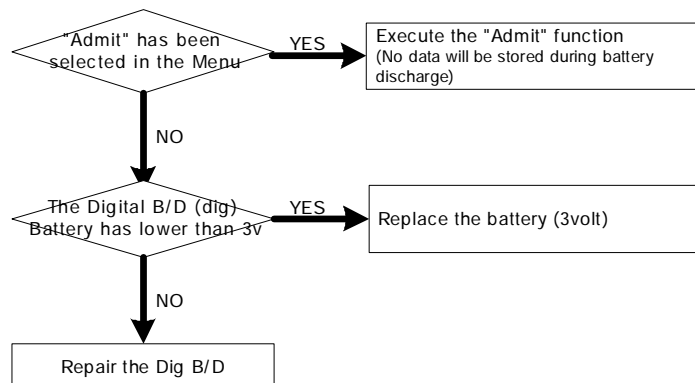 "Admit" has been
selected in the Menu
YES
Execute the "Admit" function
(No data will be stored during battery
discharge)
NO
The Digital B/D (dig)
Battery has lower than 3v
YES
Replace the battery (3volt)
NO
Repair the Dig B/D